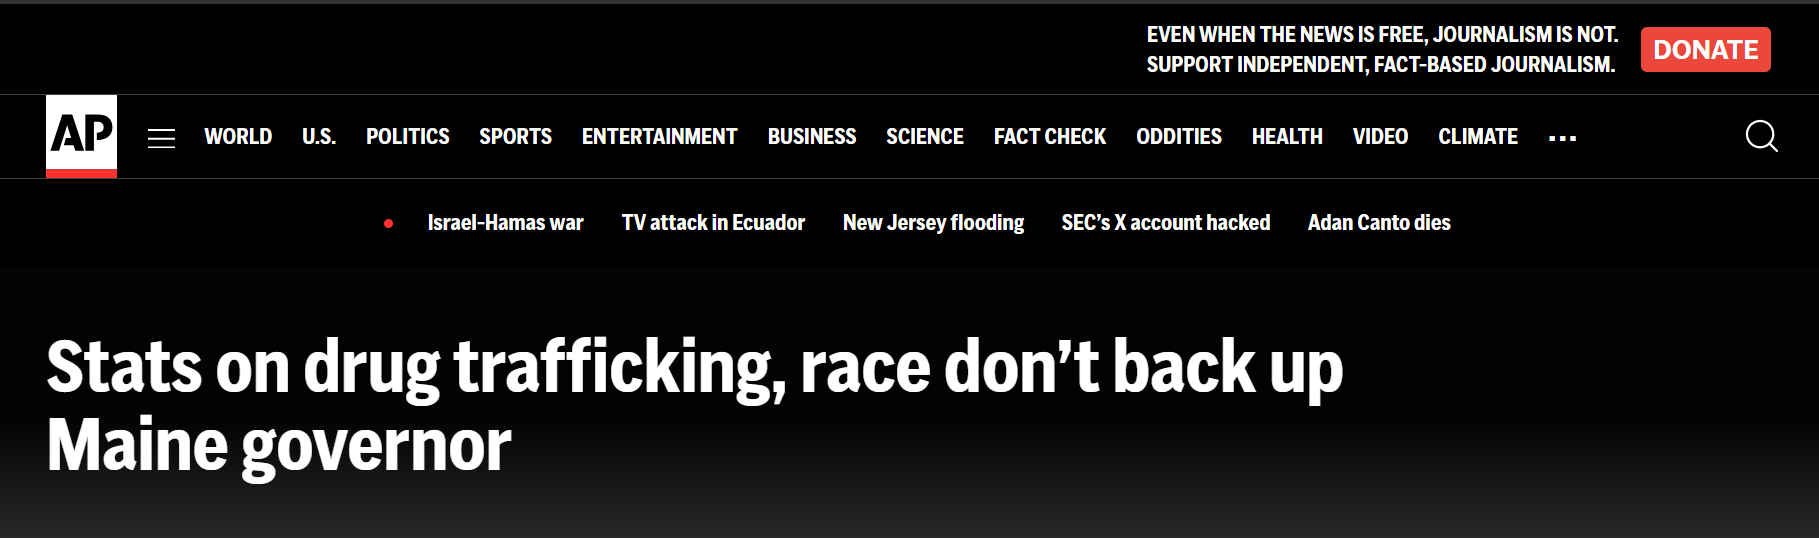 EVEN WHEN THE NEWS IS FREE, JOURNALISM IS NOT.
SUPPORT INDEPENDENT, FACT-BASED JOURNALISM.
DONATE
AP
WORLD U.S. POLITICS SPORTS ENTERTAINMENT BUSINESS SCIENCE FACT CHECK ODDITIES HEALTH VIDEO CLIMATE ...
Israel-Hamas war TV attack in Ecuador New Jersey flooding SEC’s X account hacked Adan Canto dies
Stats on drug trafficking, race don’t back up
Maine governor